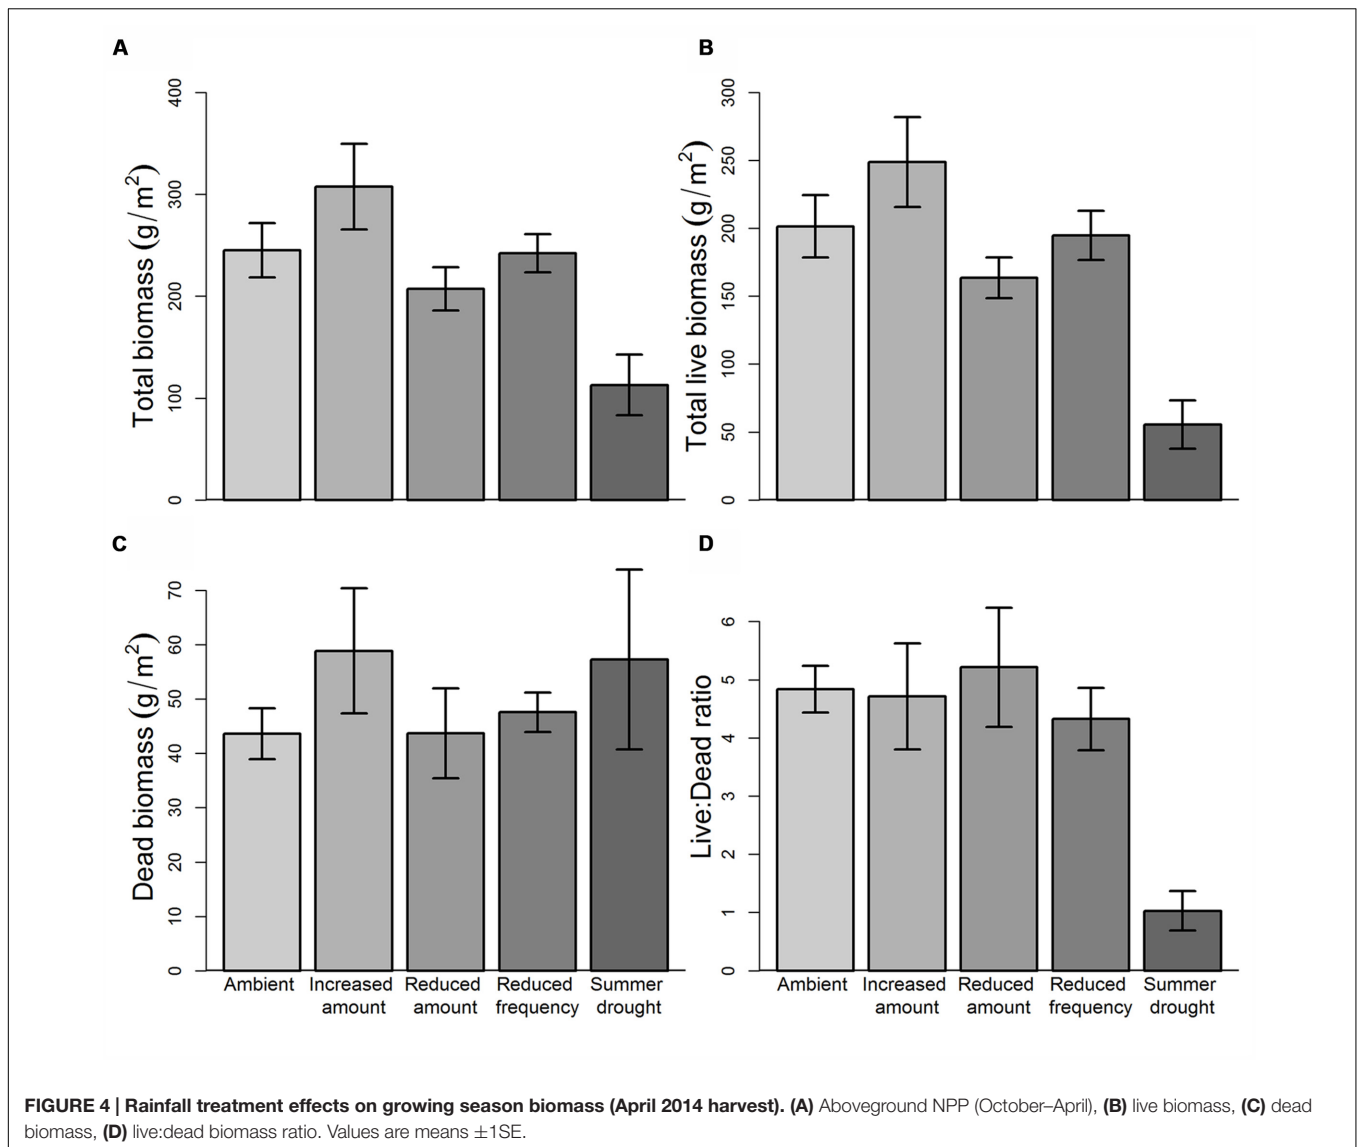 A
Total biomass (g/m²)
400
300
200
100
0
B
Total live biomass (g/m²)
300
250
200
150
100
50
0
C
Dead biomass (g/m²)
70
60
50
40
30
20
10
0
Ambient Increased Reduced Reduced Summer
amount amount frequency drought
D
Live:Dead ratio
6
5
4
3
2
1
0
Ambient Increased Reduced Reduced Summer
amount amount frequency drought
FIGURE 4 | Rainfall treatment effects on growing season biomass (April 2014 harvest). (A) Aboveground NPP (October–April), (B) live biomass, (C) dead
biomass, (D) live:dead biomass ratio. Values are means ±1SE.